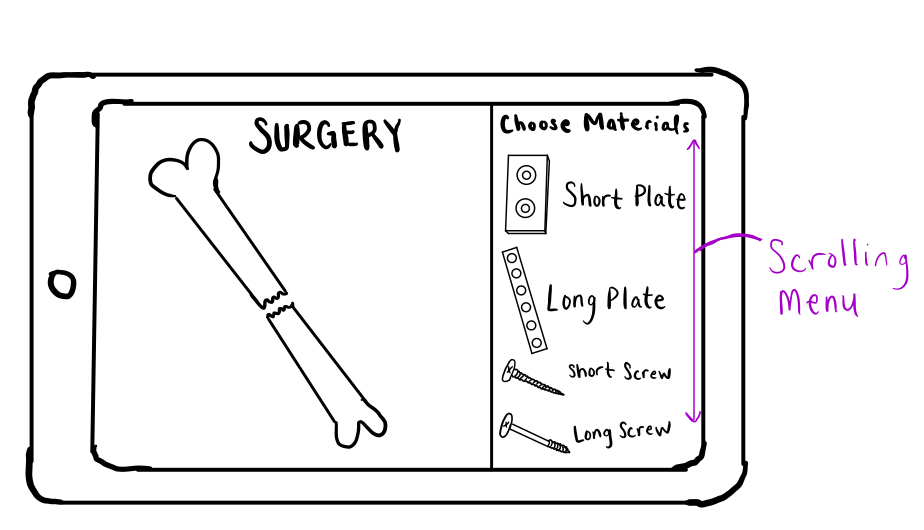 SURGERY
Choose Materials
Short Plate
Long Plate
Short Screw
Long Screw
Scrolling
Menu